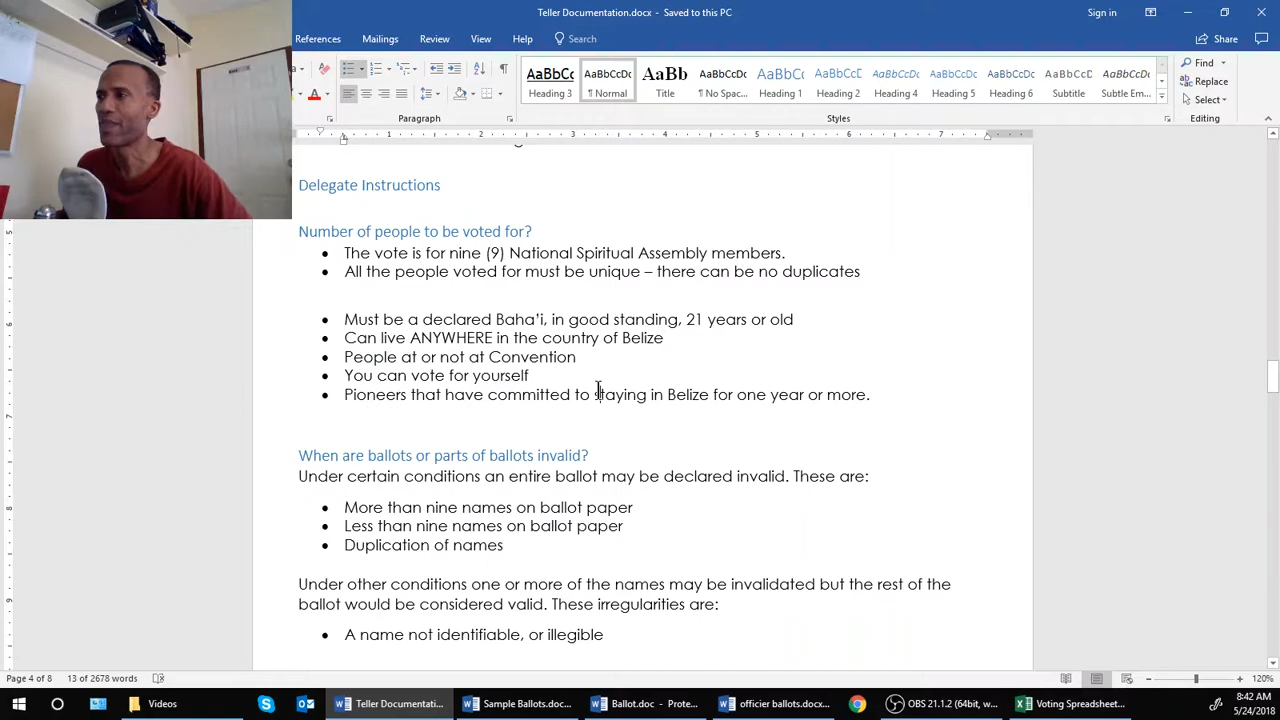 Teller Documentation.docx - Saved to this PC
Sign in
References Mailings Review View Help Search
Share
AaBbCc AaBbCcDc AaBb AaBbCcDc AaBbCcDc AaBbCcDc AaBbCcDc AaBbCcDc AaBbCcDc AaBbCcDc AaBbCcDc
Heading 3 ¶ Normal Title ¶ No Spac... Heading 1 Heading 2 Heading 4 Heading 5 Heading 6 Subtitle Subtle Em...
Find
Replace
Select
Paragraph Styles Editing
1 2 3 4 5 6 7
Delegate Instructions
Number of people to be voted for?
• The vote is for nine (9) National Spiritual Assembly members.
• All the people voted for must be unique – there can be no duplicates
• Must be a declared Baha’i, in good standing, 21 years or old
• Can live ANYWHERE in the country of Belize
• People at or not at Convention
• You can vote for yourself
• Pioneers that have committed to staying in Belize for one year or more.
When are ballots or parts of ballots invalid?
Under certain conditions an entire ballot may be declared invalid. These are:
• More than nine names on ballot paper
• Less than nine names on ballot paper
• Duplication of names
Under other conditions one or more of the names may be invalidated but the rest of the
ballot would be considered valid. These irregularities are:
• A name not identifiable, or illegible
Page 4 of 8 13 of 2678 words
120%
Videos
Teller Documentati...
Sample Ballots.doc...
Ballot.doc - Prote...
officier ballots.docx...
OBS 21.1.2 (64bit, w...
Voting Spreadsheet...
8:42 AM
5/24/2018